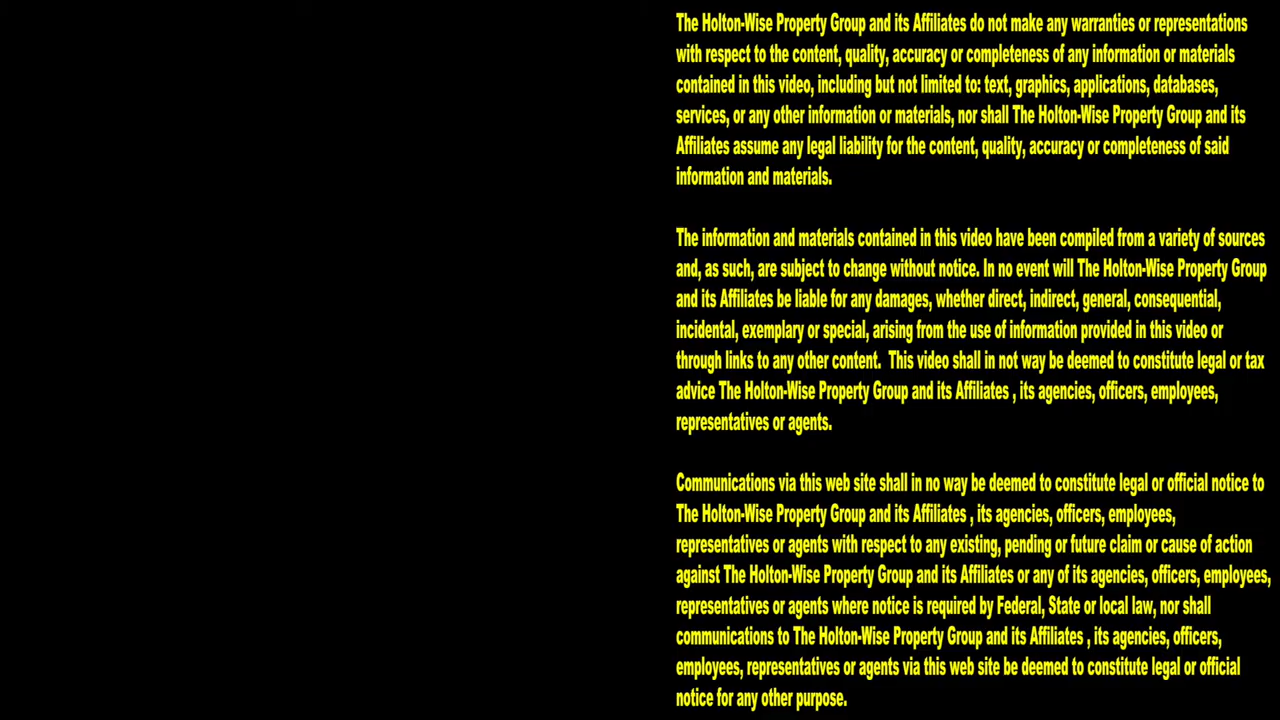 The Holton-Wise Property Group and its Affiliates do not make any warranties or representations
with respect to the content, quality, accuracy or completeness of any information or materials
contained in this video, including but not limited to: text, graphics, applications, databases,
services, or any other information or materials, nor shall The Holton-Wise Property Group and its
Affiliates assume any legal liability for the content, quality, accuracy or completeness of said
information and materials.
The information and materials contained in this video have been compiled from a variety of sources
and, as such, are subject to change without notice. In no event will The Holton-Wise Property Group
and its Affiliates be liable for any damages, whether direct, indirect, general, consequential,
incidental, exemplary or special, arising from the use of information provided in this video or
through links to any other content.  This video shall in not way be deemed to constitute legal or tax
advice The Holton-Wise Property Group and its Affiliates , its agencies, officers, employees,
representatives or agents.
Communications via this web site shall in no way be deemed to constitute legal or official notice to
The Holton-Wise Property Group and its Affiliates , its agencies, officers, employees,
representatives or agents with respect to any existing, pending or future claim or cause of action
against The Holton-Wise Property Group and its Affiliates or any of its agencies, officers, employees,
representatives or agents where notice is required by Federal, State or local law, nor shall
communications to The Holton-Wise Property Group and its Affiliates , its agencies, officers,
employees, representatives or agents via this web site be deemed to constitute legal or official
notice for any other purpose.